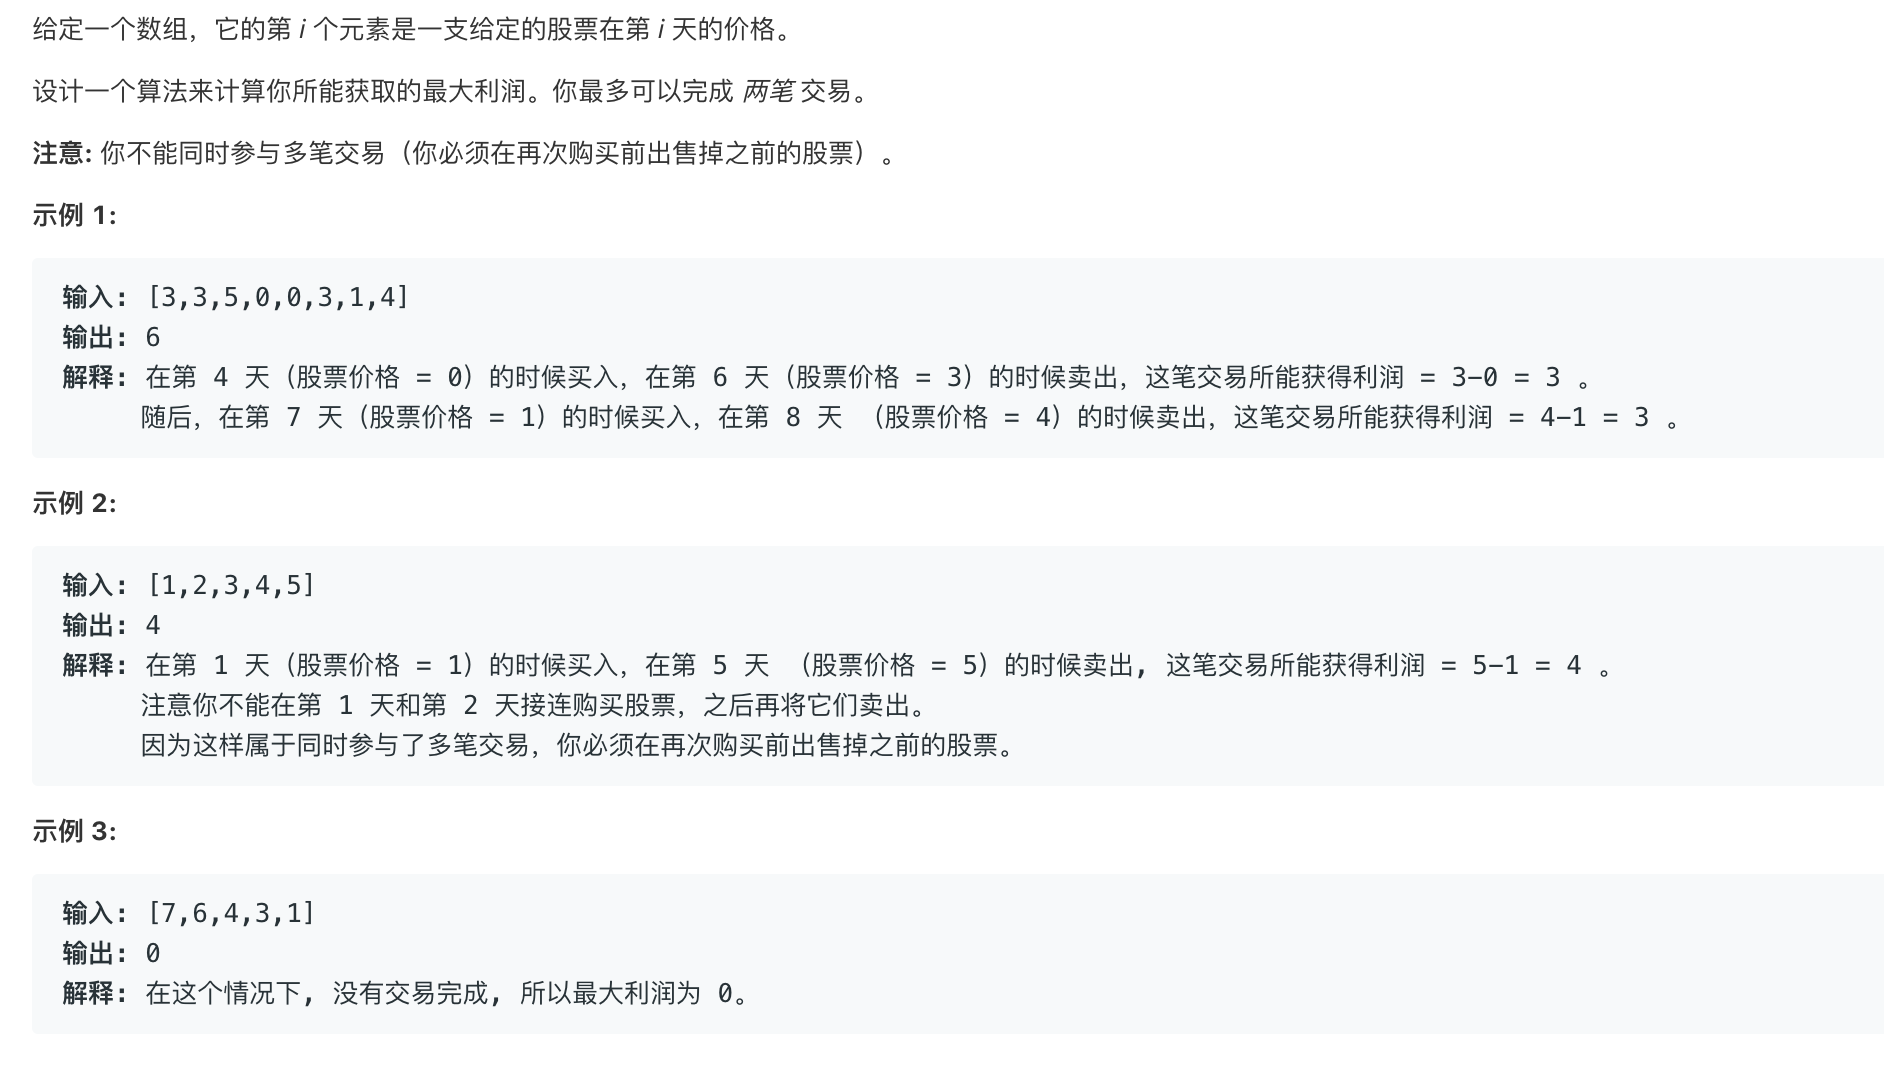 给定一个数组，它的第 i 个元素是一支给定的股票在第 i 天的价格。
设计一个算法来计算你所能获取的最大利润。你最多可以完成 两笔 交易。
注意: 你不能同时参与多笔交易（你必须在再次购买前出售掉之前的股票）。
示例 1:
输入: [3,3,5,0,0,3,1,4]
输出: 6
解释: 在第 4 天（股票价格 = 0）的时候买入，在第 6 天（股票价格 = 3）的时候卖出，这笔交易所能获得利润 = 3-0 = 3 。
随后，在第 7 天（股票价格 = 1）的时候买入，在第 8 天 （股票价格 = 4）的时候卖出，这笔交易所能获得利润 = 4-1 = 3 。
示例 2:
输入: [1,2,3,4,5]
输出: 4
解释: 在第 1 天（股票价格 = 1）的时候买入，在第 5 天 （股票价格 = 5）的时候卖出, 这笔交易所能获得利润 = 5-1 = 4 。
注意你不能在第 1 天和第 2 天接连购买股票，之后再将它们卖出。
因为这样属于同时参与了多笔交易，你必须在再次购买前出售掉之前的股票。
示例 3:
输入: [7,6,4,3,1]
输出: 0
解释: 在这个情况下, 没有交易完成, 所以最大利润为 0。